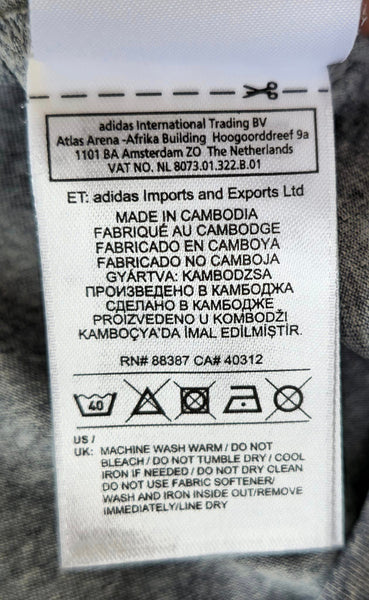 adidas International Trading BV
Atlas Arena -Afrika Building Hoogoorddreef 9a
1101 BA Amsterdam ZO The Netherlands
VAT NO. NL 8073.01.322.B.01
ET: adidas Imports and Exports Ltd
MADE IN CAMBODIA
FABRIQUÉ AU CAMBODGE
FABRICADO EN CAMBOYA
FABRICADO NO CAMBOJA
GYÁRTVA: KAMBODZSA
ПРОИЗВЕДЕНО В КАМБОДЖА
СДЕЛАНО В КАМБОДЖЕ
PROIZVEDENO U KOMBODŽI
KAMBOÇYA'DA İMAL EDİLMİŞTİR.
RN# 88387 CA# 40312
40
US /
UK: MACHINE WASH WARM / DO NOT
BLEACH / DO NOT TUMBLE DRY / COOL
IRON IF NEEDED / DO NOT DRY CLEAN
DO NOT USE FABRIC SOFTENER/
WASH AND IRON INSIDE OUT/REMOVE
IMMEDIATELY/LINE DRY